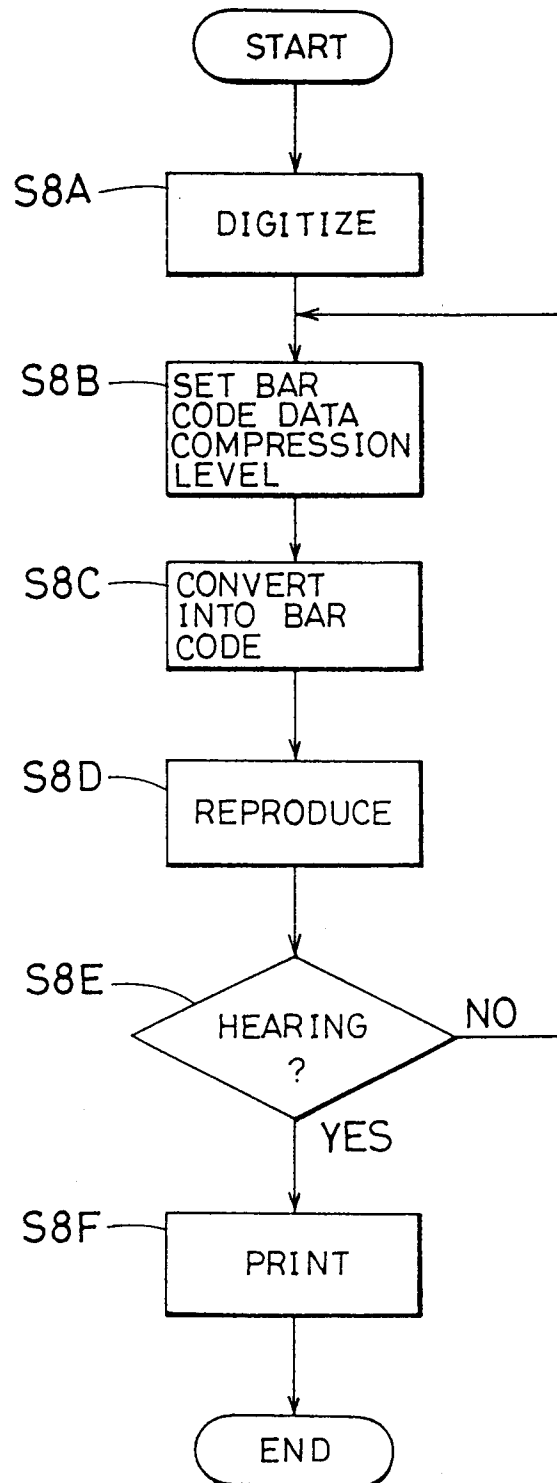 START
S8A
DIGITIZE
S8B
SET BAR
CODE DATA
COMPRESSION
LEVEL
S8C
CONVERT
INTO BAR
CODE
S8D
REPRODUCE
S8E
HEARING
?
NO
YES
S8F
PRINT
END